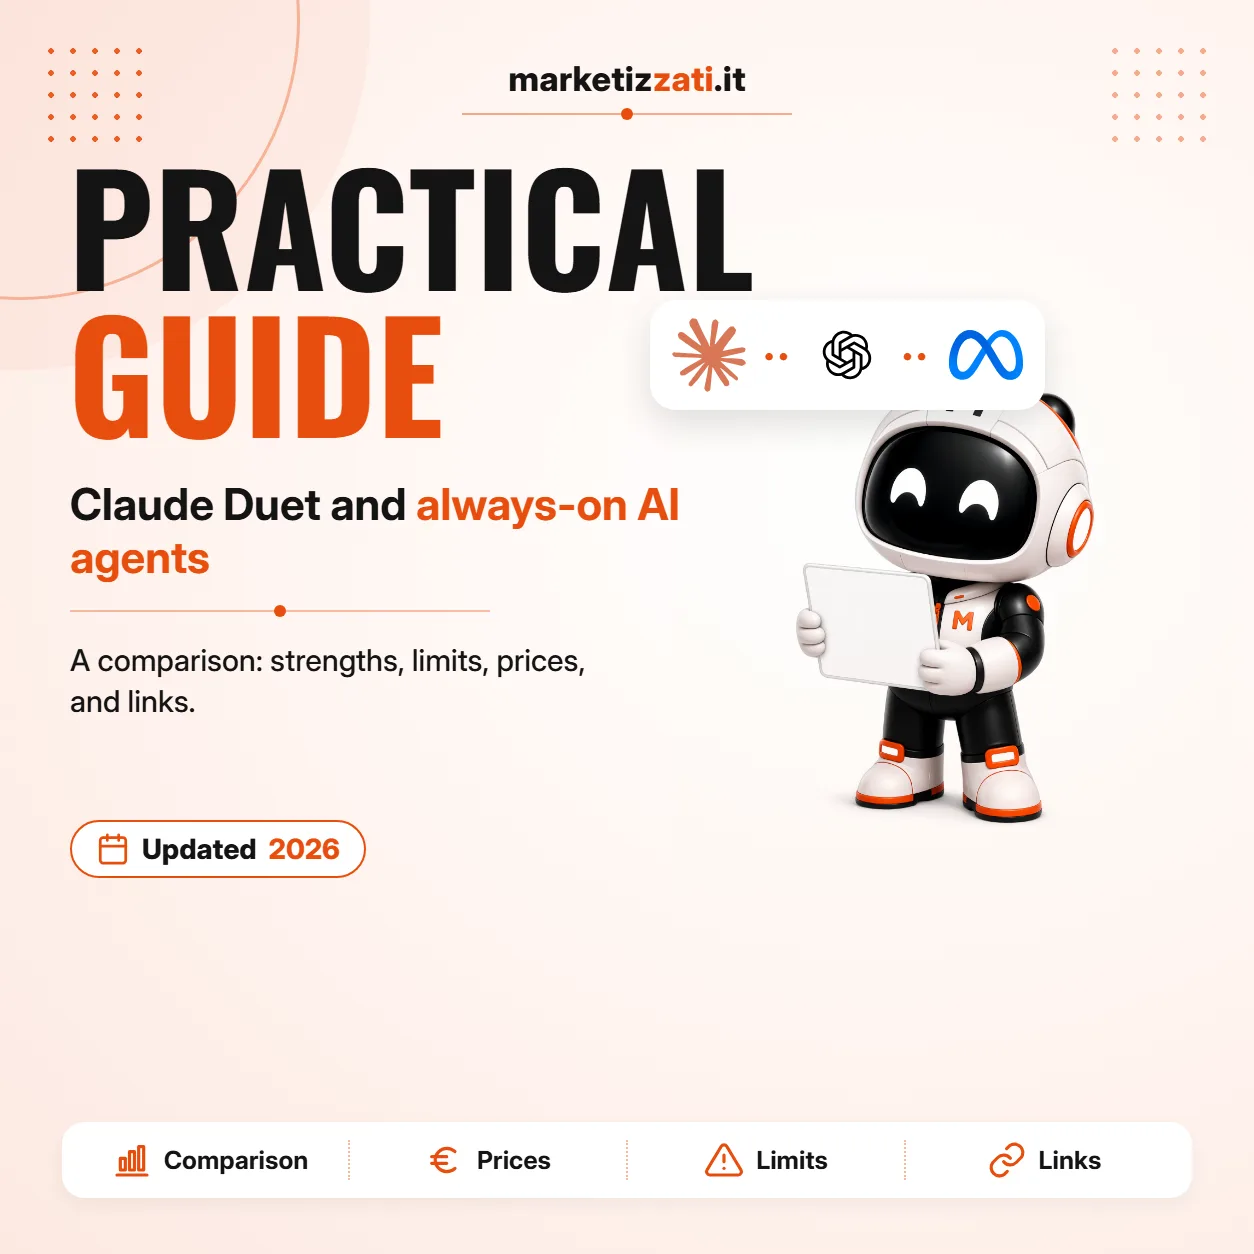 marketizzati.it
PRACTICAL
GUIDE
Claude Duet and always-on AI
agents
A comparison: strengths, limits, prices,
and links.
M
Updated 2026
Comparison
Prices
Limits
Links